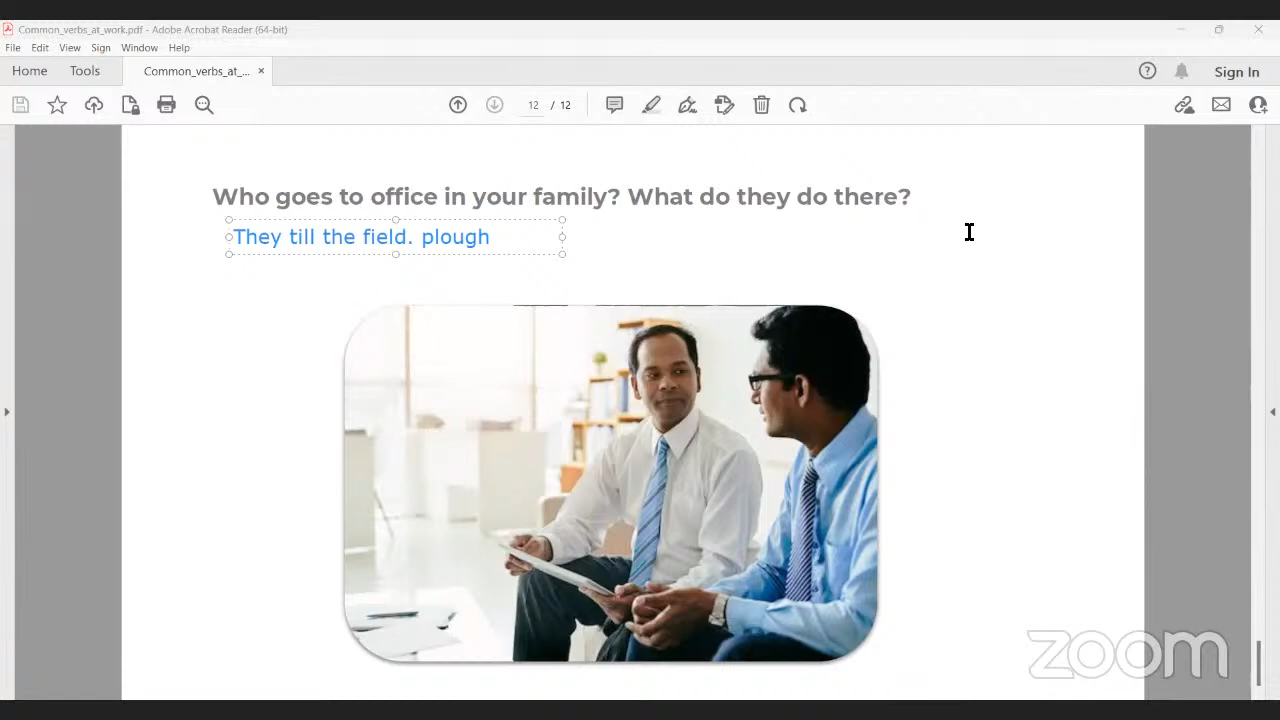 Common_verbs_at_work.pdf - Adobe Acrobat Reader (64-bit)
File Edit View Sign Window Help
Home Tools Common_verbs_at_... × Sign In
12 / 12
Who goes to office in your family? What do they do there?
They till the field. plough
zoom